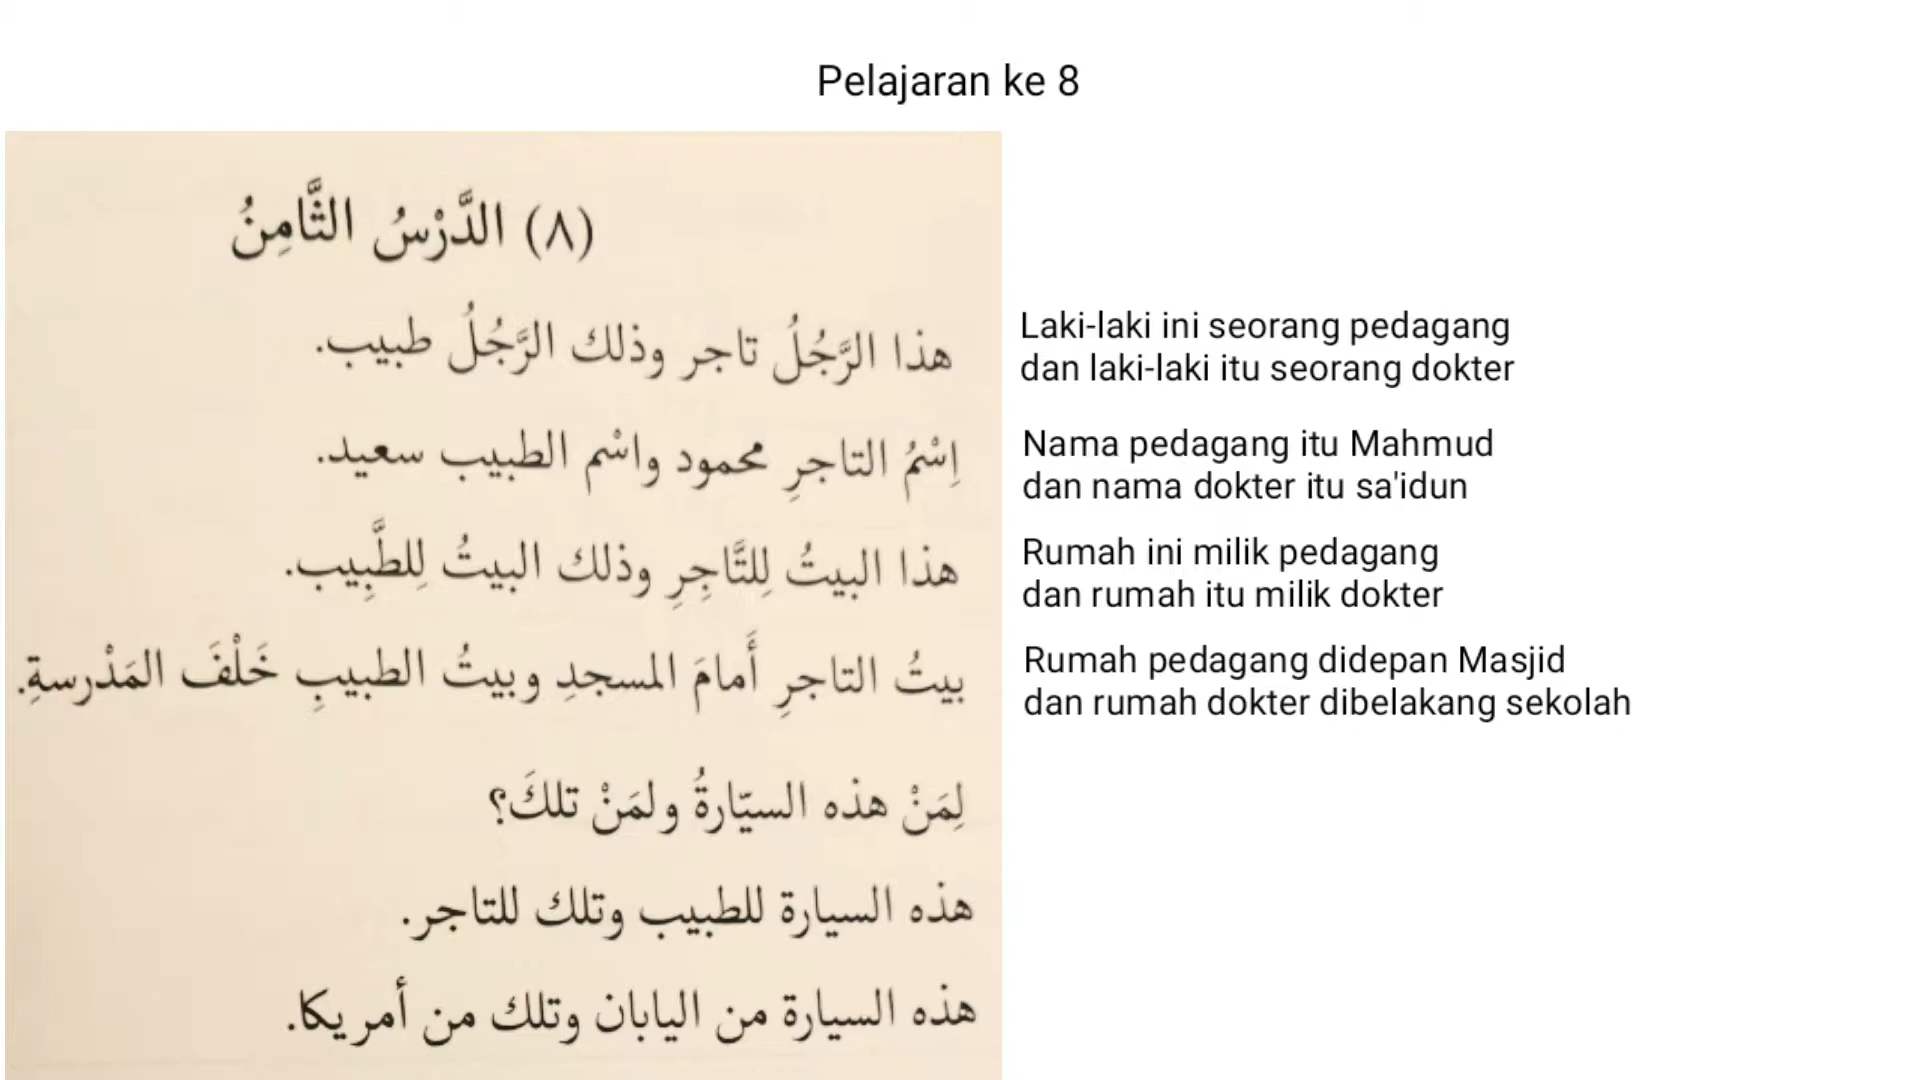 Pelajaran ke 8
(٨) الدَّرْسُ الثَّامِنُ
هذا الرَّجُلُ تاجر وذلك الرَّجُلُ طبيب.
Laki-laki ini seorang pedagang
dan laki-laki itu seorang dokter
اِسْمُ التاجرِ محمود واسْم الطبيب سعيد.
Nama pedagang itu Mahmud
dan nama dokter itu sa'idun
هذا البيتُ لِلتَّاجِرِ وذلك البيتُ لِلطَّبِيب.
Rumah ini milik pedagang
dan rumah itu milik dokter
بيتُ التاجرِ أَمامَ المسجدِ وبيتُ الطبيبِ خَلْفَ المَدْرسةِ.
Rumah pedagang didepan Masjid
dan rumah dokter dibelakang sekolah
لِمَنْ هذه السيّارةُ ولمَنْ تلكَ؟
هذه السيارة للطبيب وتلك للتاجر.
هذه السيارة من اليابان وتلك من أمريكا.